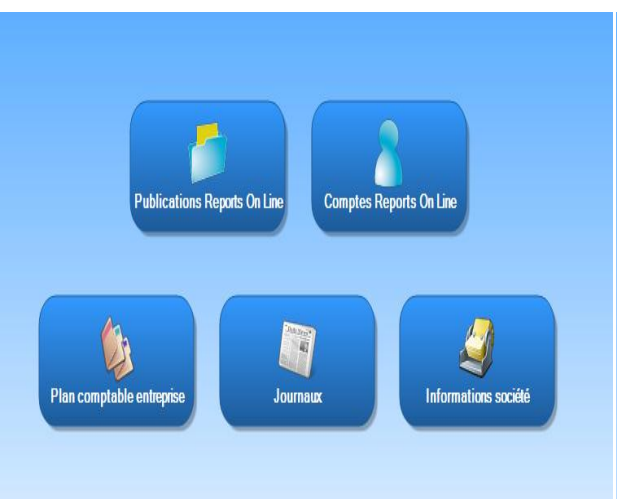 Publications Reports On Line
Comptes Reports On Line
Plan comptable entreprise
Journaux
Informations société